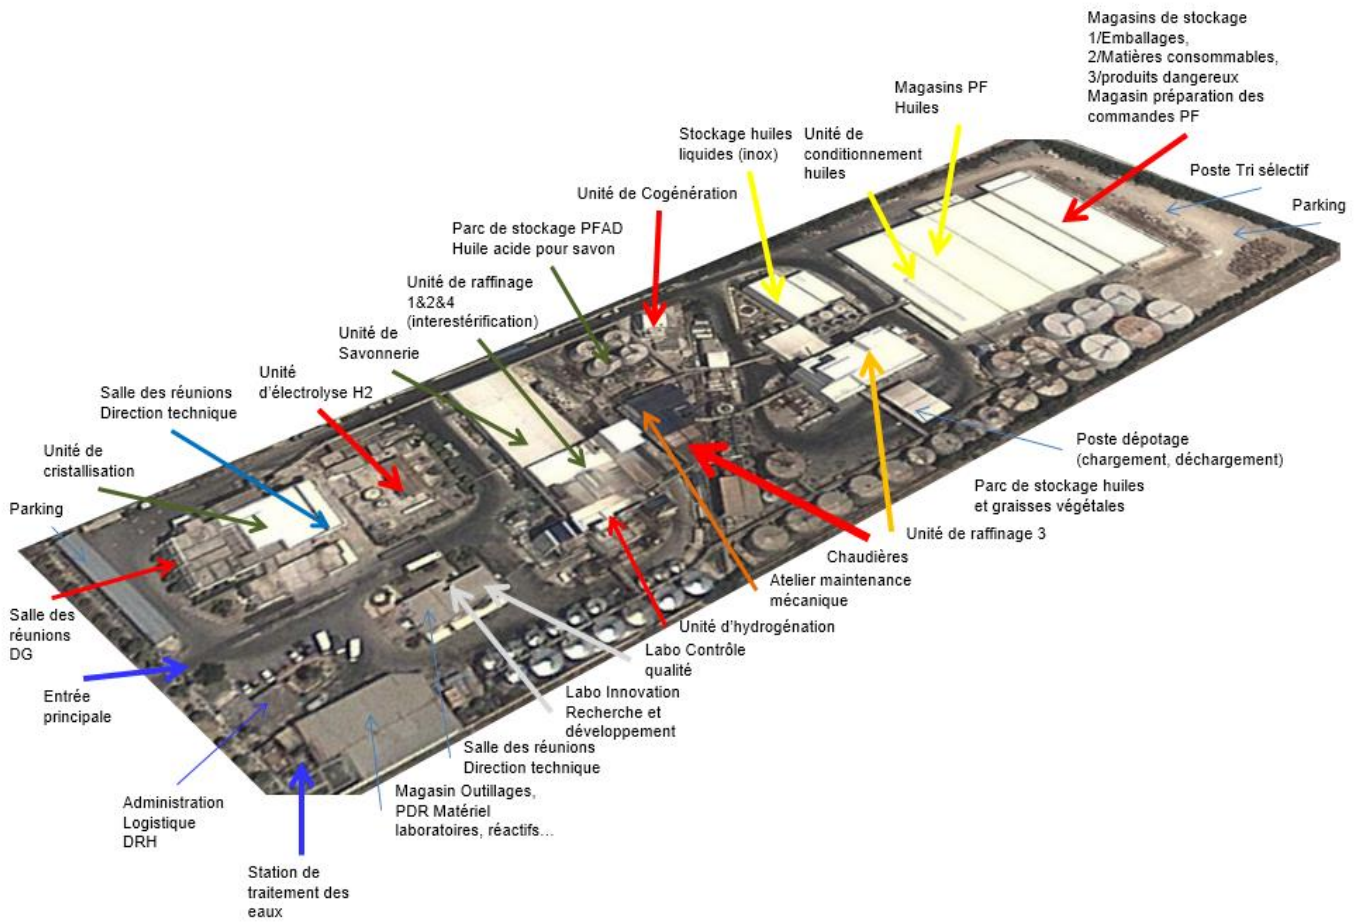 Magasins de stockage
1/Emballages,
2/Matières consommables,
3/produits dangereux
Magasin préparation des
commandes PF
Magasins PF
Huiles
Stockage huiles
liquides (inox)
Unité de
conditionnement
huiles
Poste Tri sélectif
Parking
Unité de Cogénération
Parc de stockage PFAD
Huile acide pour savon
Unité de raffinage
1&2&4
(interestérification)
Unité de
Savonnerie
Unité
d'électrolyse H2
Salle des réunions
Direction technique
Unité de
cristallisation
Parking
Poste dépotage
(chargement, déchargement)
Parc de stockage huiles
et graisses végétales
Unité de raffinage 3
Chaudières
Atelier maintenance
mécanique
Unité d'hydrogénation
Labo Contrôle
qualité
Labo Innovation
Recherche et
développement
Salle des réunions
Direction technique
Magasin Outillages,
PDR Matériel
laboratoires, réactifs…
Salle des
réunions
DG
Entrée
principale
Administration
Logistique
DRH
Station de
traitement des
eaux